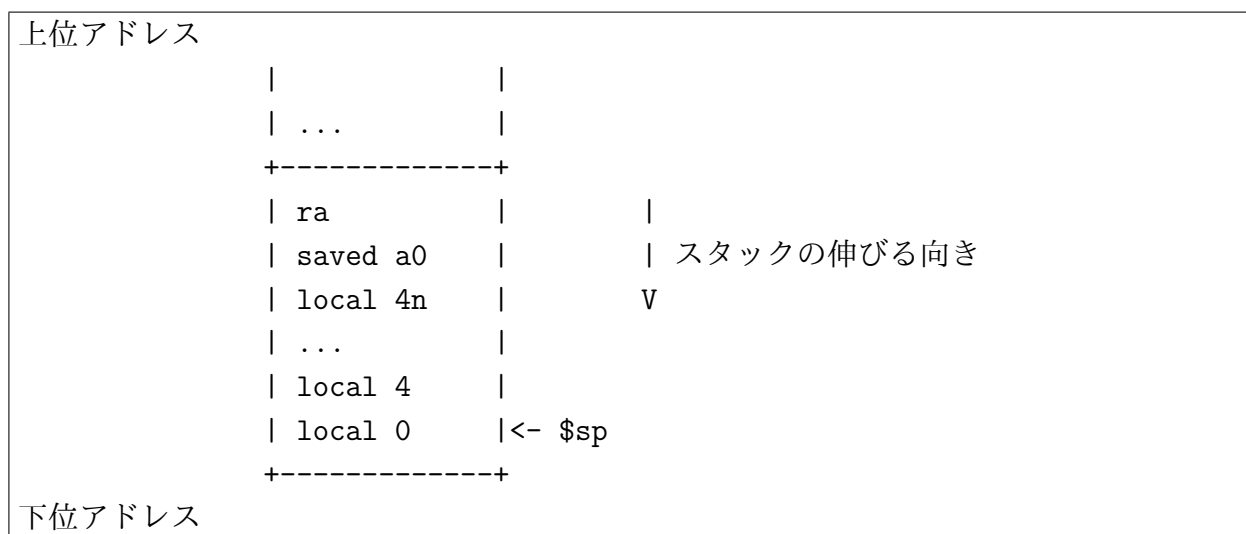 上位アドレス
| |
| ... |
+-------------+
| ra | |
| saved a0 | | スタックの伸びる向き
| local 4n | V
| ... |
| local 4 |
| local 0 |<- $sp
+-------------+
下位アドレス